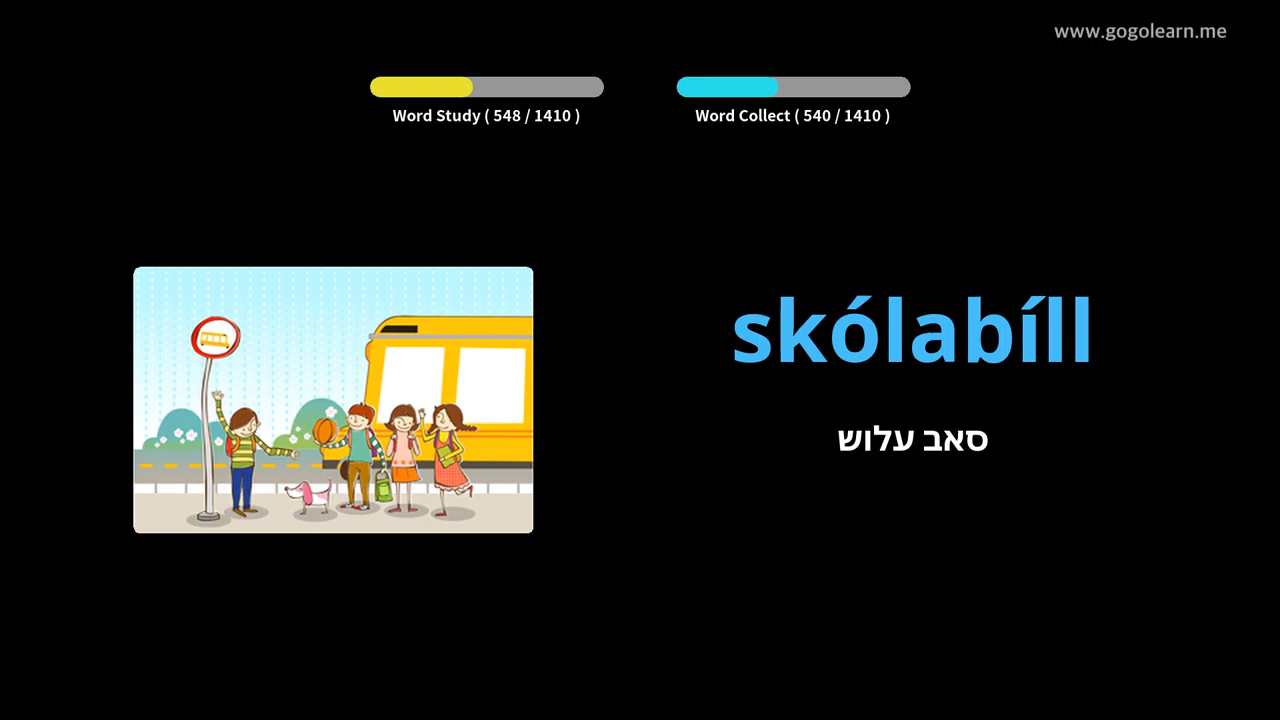 www.gogolearn.me
Word Study ( 548 / 1410 )
Word Collect ( 540 / 1410 )
skólabíll
סאב עלוש